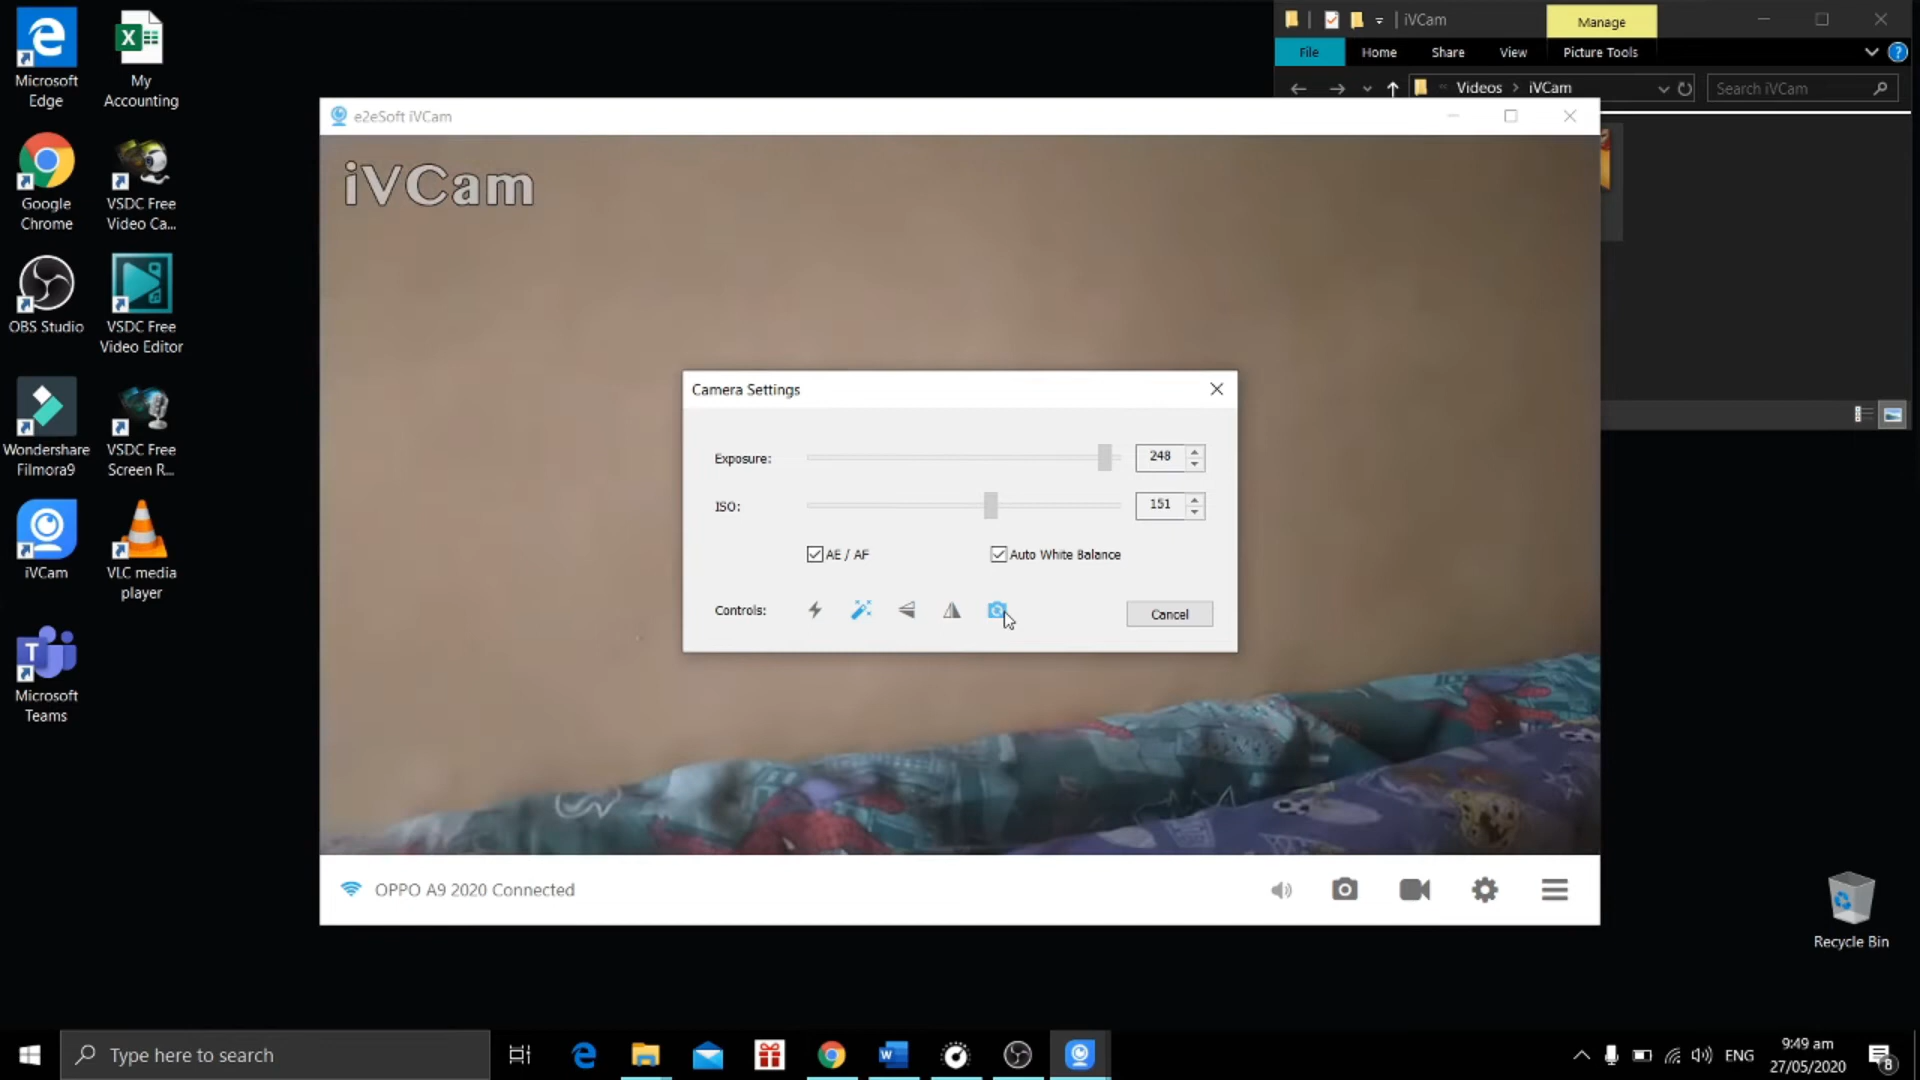 Microsoft
Edge
My
Accounting
Google
Chrome
VSDC Free
Video Ca...
OBS Studio
VSDC Free
Video Editor
Wondershare
Filmora9
VSDC Free
Screen R...
iVCam
VLC media
player
Microsoft
Teams
iVCam
Manage
File
Home
Share
View
Picture Tools
Videos
iVCam
Search iVCam
e2eSoft iVCam
iVCam
Camera Settings
Exposure:
248
ISO:
151
AE / AF
Auto White Balance
Controls:
Cancel
OPPO A9 2020 Connected
Recycle Bin
Type here to search
ENG
9:49 am
27/05/2020
8